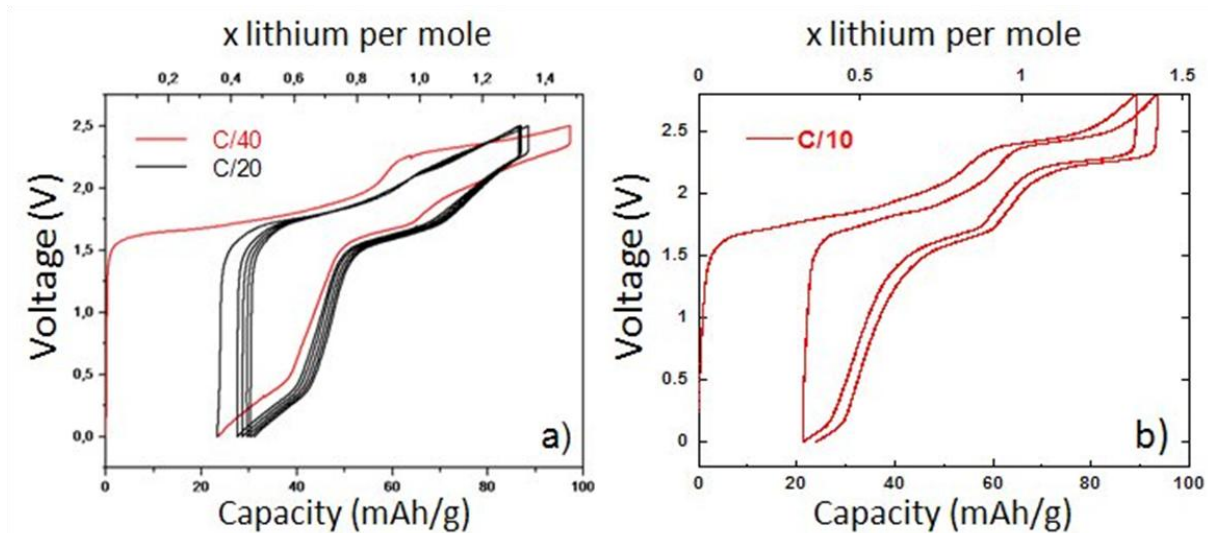 x lithium per mole
0,2 0,4 0,6 0,8 1,0 1,2 1,4
2,5
2,0
1,5
1,0
0,5
0,0
Voltage (V)
C/40
C/20
a)
0 20 40 60 80 100
Capacity (mAh/g)
x lithium per mole
0 0.5 1 1.5
2.5
2
1.5
1
0.5
0
Voltage (V)
C/10
b)
0 20 40 60 80 100
Capacity (mAh/g)